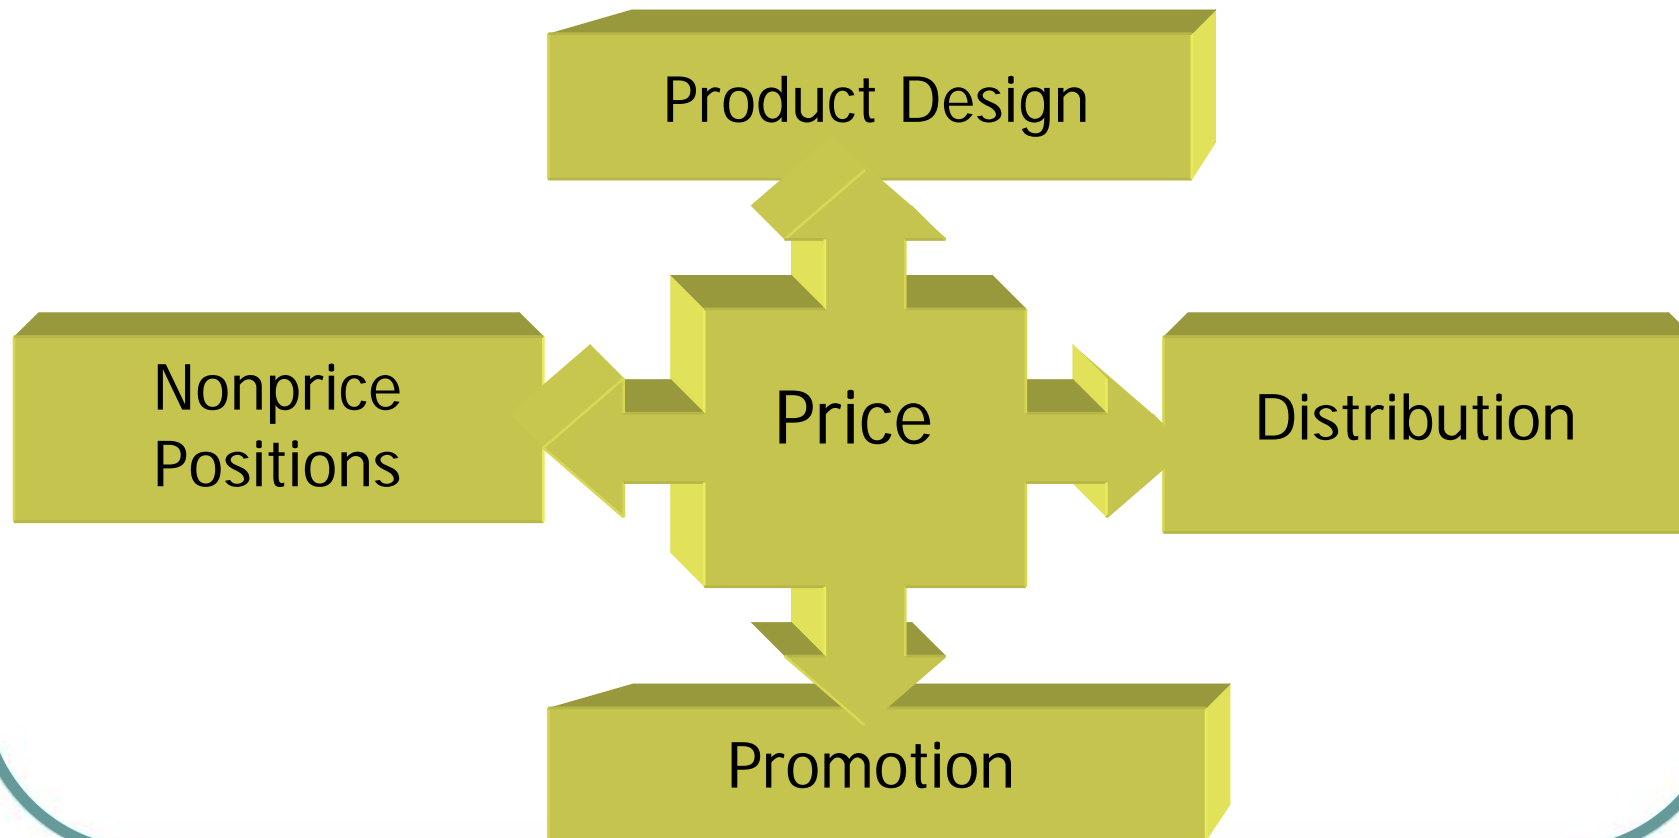 Product Design
Nonprice
Positions
Price
Distribution
Promotion